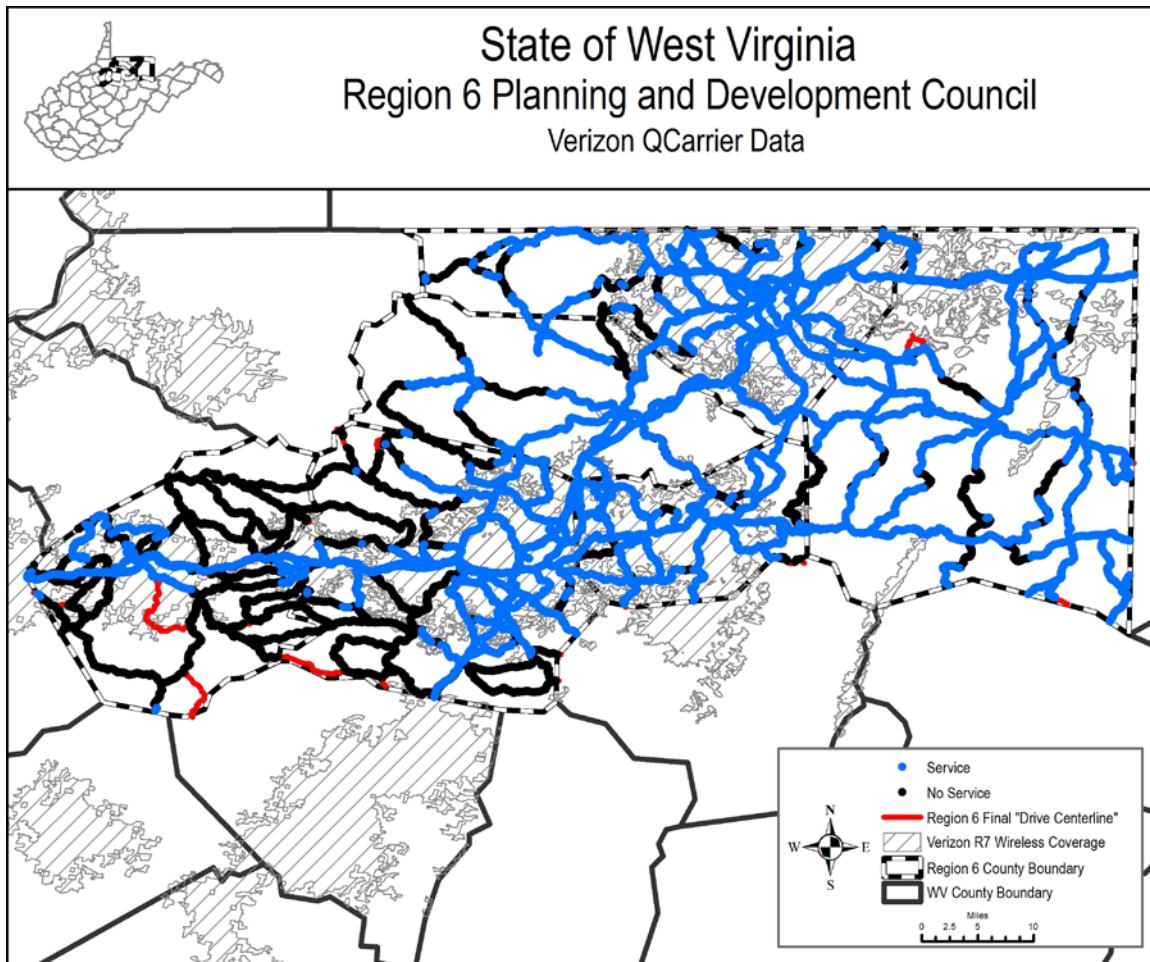 State of West Virginia
Region 6 Planning and Development Council
Verizon QCarrier Data
Service
No Service
Region 6 Final "Drive Centerline"
Verizon R7 Wireless Coverage
Region 6 County Boundary
WV County Boundary
N
W E
S
Miles
0 2.5 5 10